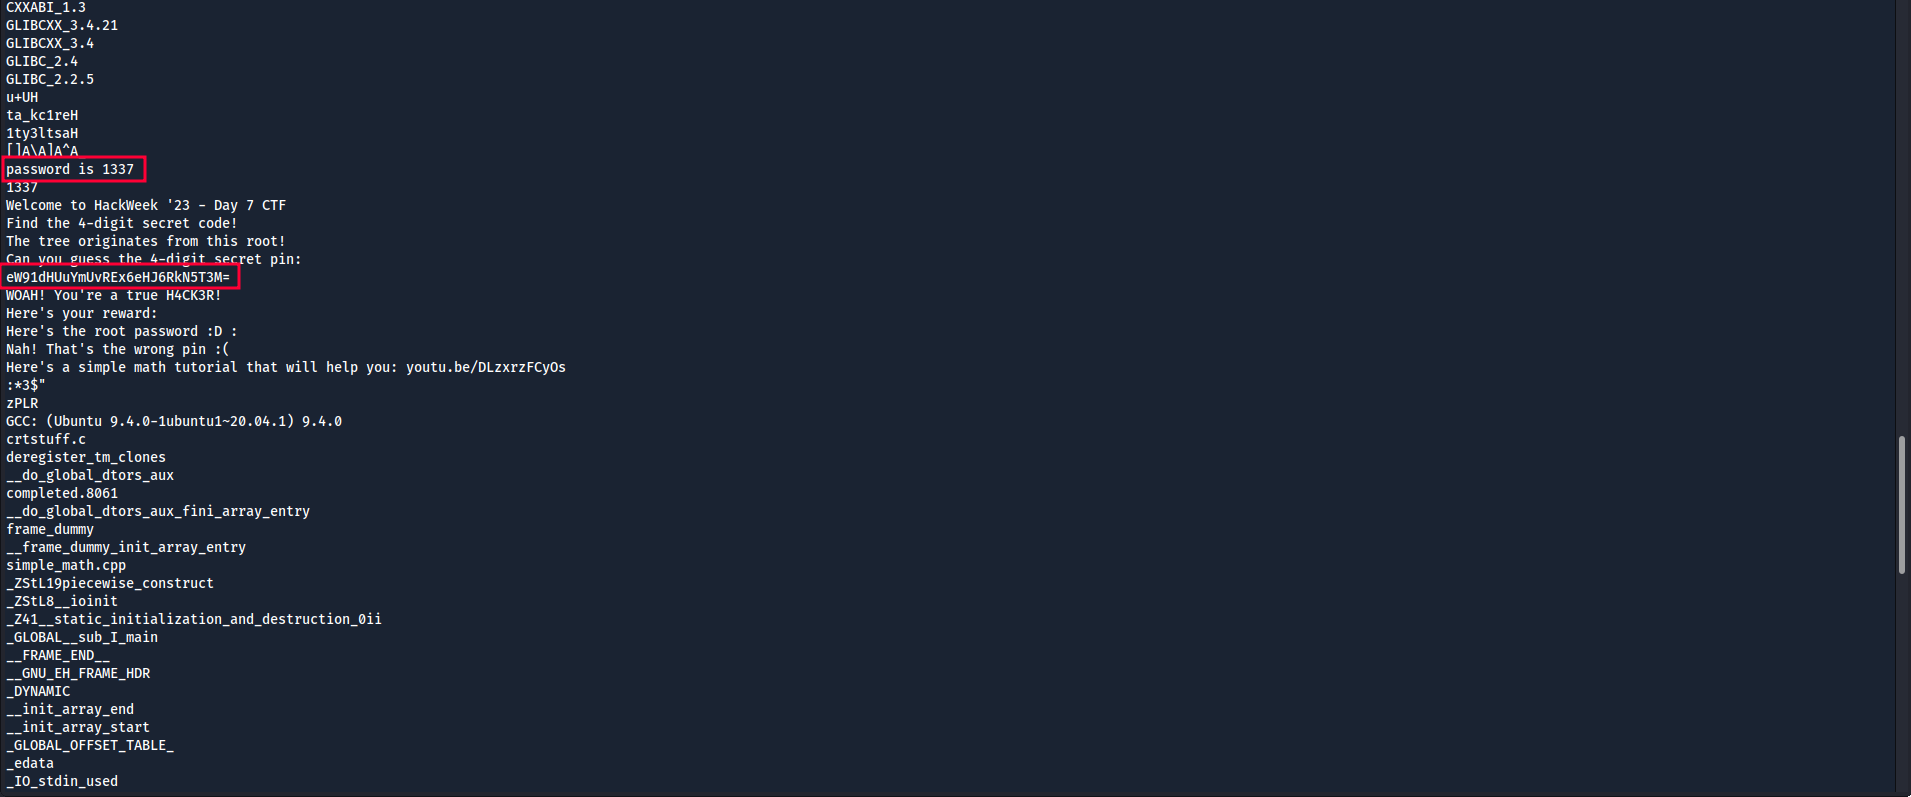 CXXABI_1.3
GLIBCXX_3.4.21
GLIBCXX_3.4
GLIBC_2.4
GLIBC_2.2.5
u+UH
ta_kc1reH
1ty3ltsaH
[]A\A]A^A_
password is 1337
1337
Welcome to HackWeek '23 - Day 7 CTF
Find the 4-digit secret code!
The tree originates from this root!
Can you guess the 4-digit secret pin:
eW91dHUuYmUvREx6eHJ6RkN5T3M=
WOAH! You're a true H4CK3R!
Here's your reward:
Here's the root password :D :
Nah! That's the wrong pin :(
Here's a simple math tutorial that will help you: youtu.be/DLzxrzFCyOs
:*3$"
zPLR
GCC: (Ubuntu 9.4.0-1ubuntu1~20.04.1) 9.4.0
crtstuff.c
deregister_tm_clones
__do_global_dtors_aux
completed.8061
__do_global_dtors_aux_fini_array_entry
frame_dummy
__frame_dummy_init_array_entry
simple_math.cpp
_ZStL19piecewise_construct
_ZStL8__ioinit
_Z41__static_initialization_and_destruction_0ii
_GLOBAL__sub_I_main
__FRAME_END__
__GNU_EH_FRAME_HDR
_DYNAMIC
__init_array_end
__init_array_start
_GLOBAL_OFFSET_TABLE_
_edata
_IO_stdin_used